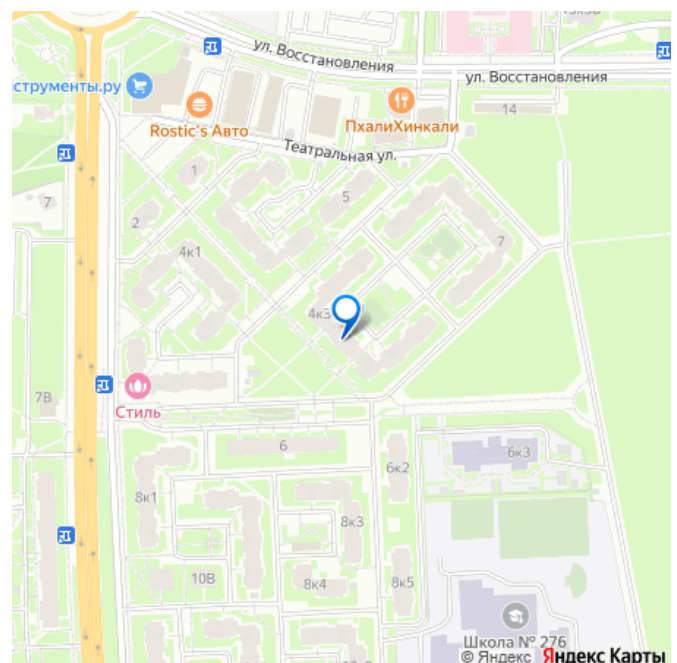 ул. Восстановления
ул. Восстановления
струменты.ру
Rostic's Авто
ПхалиХинкали
14
Театральная ул.
1
5
7
2
7
4к1
4к3
7В
Стиль
6
6к2
6к3
8к1
8к3
10В
8к4
8к5
Школа № 276
© Яндекс Яндекс Карты